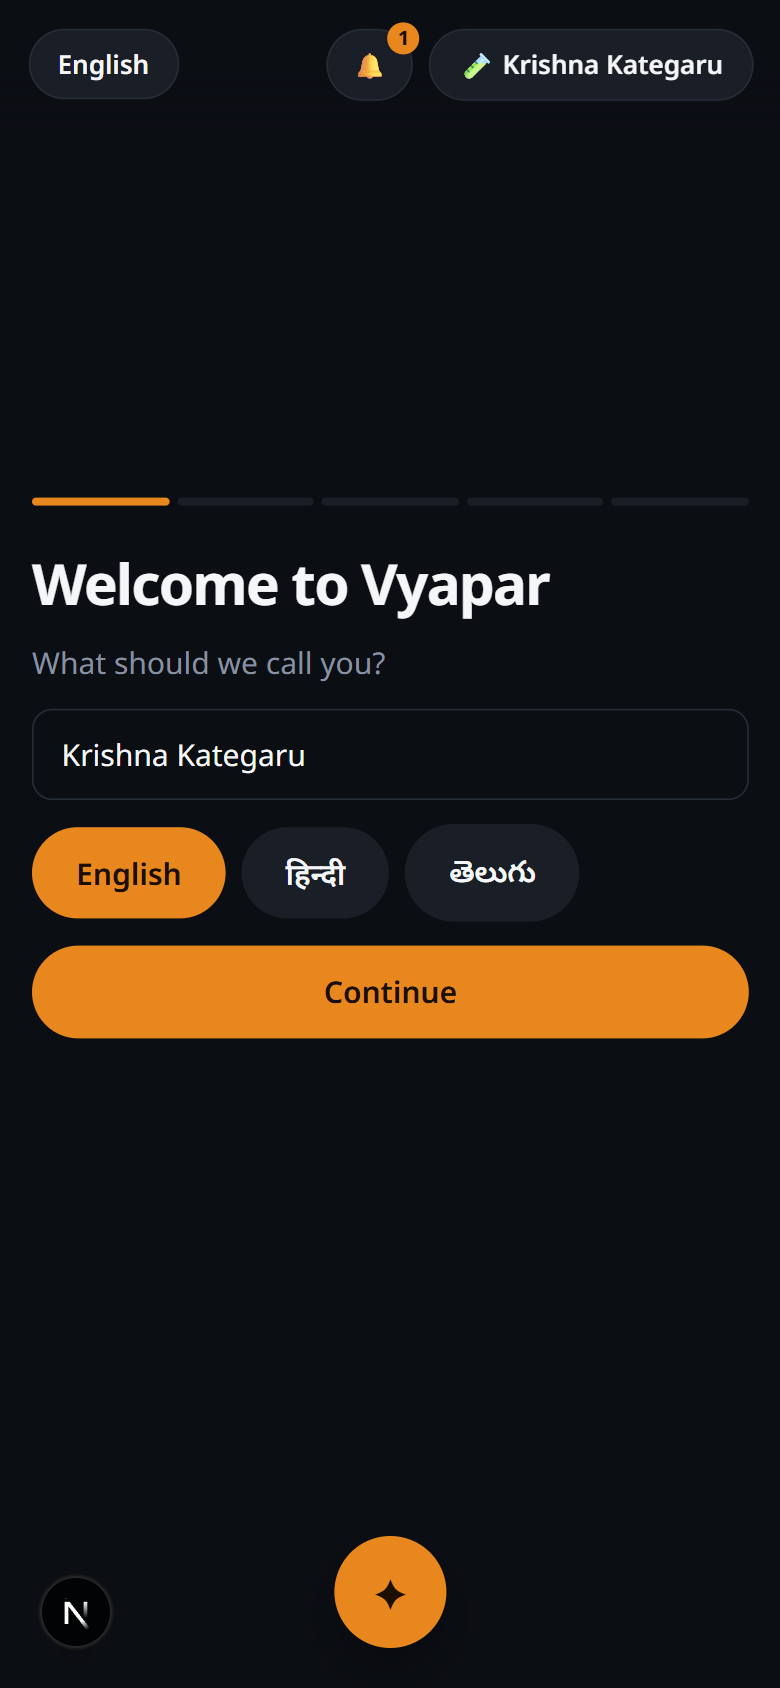 English
1
Krishna Kategaru
Welcome to Vyapar
What should we call you?
Krishna Kategaru
English
हिन्दी
తెలుగు
Continue
N